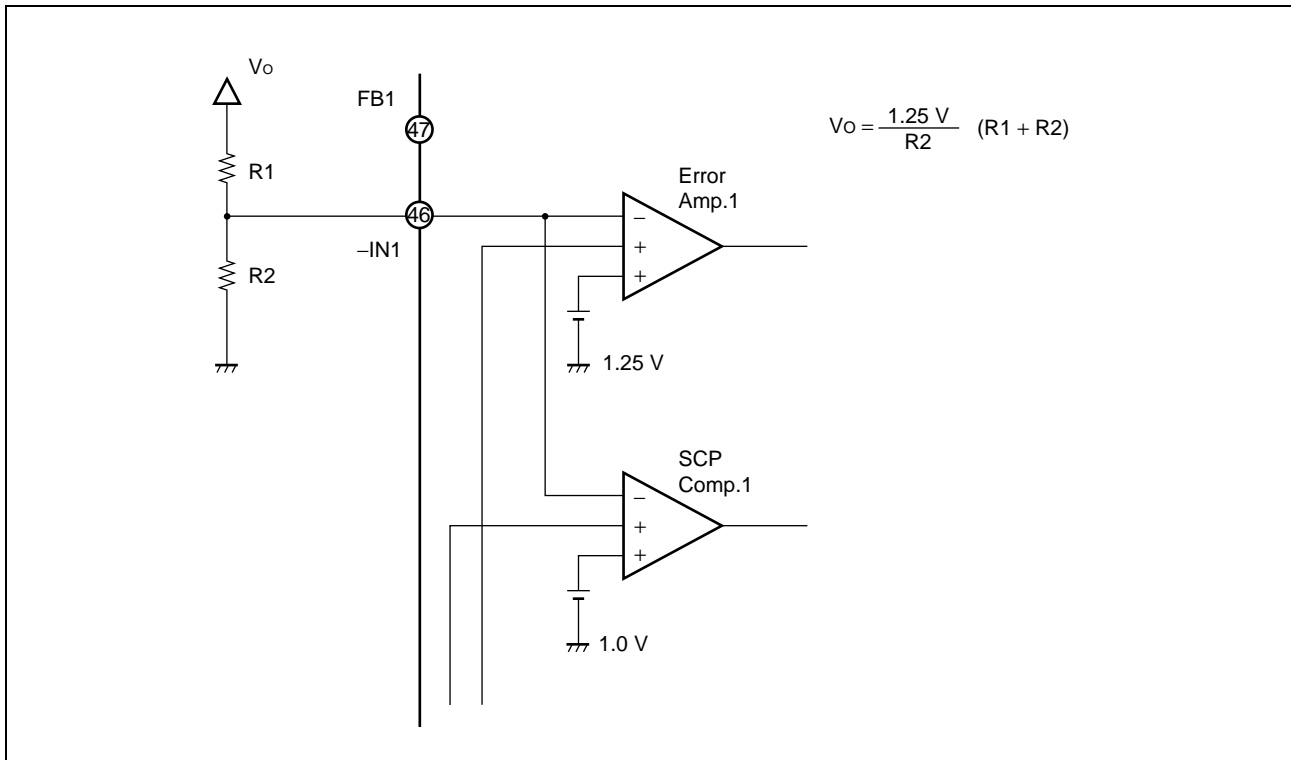 Vo
FB1
47
R1
46
−IN1
R2
Error
Amp.1
−
+
+
1.25 V
Vo = 1.25 V / R2 (R1 + R2)
SCP
Comp.1
−
+
+
1.0 V